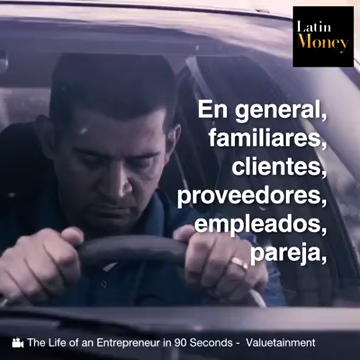 Latin
Money
En general,
familiares,
clientes,
proveedores,
empleados,
pareja,
The Life of an Entrepreneur in 90 Seconds - Valuetainment